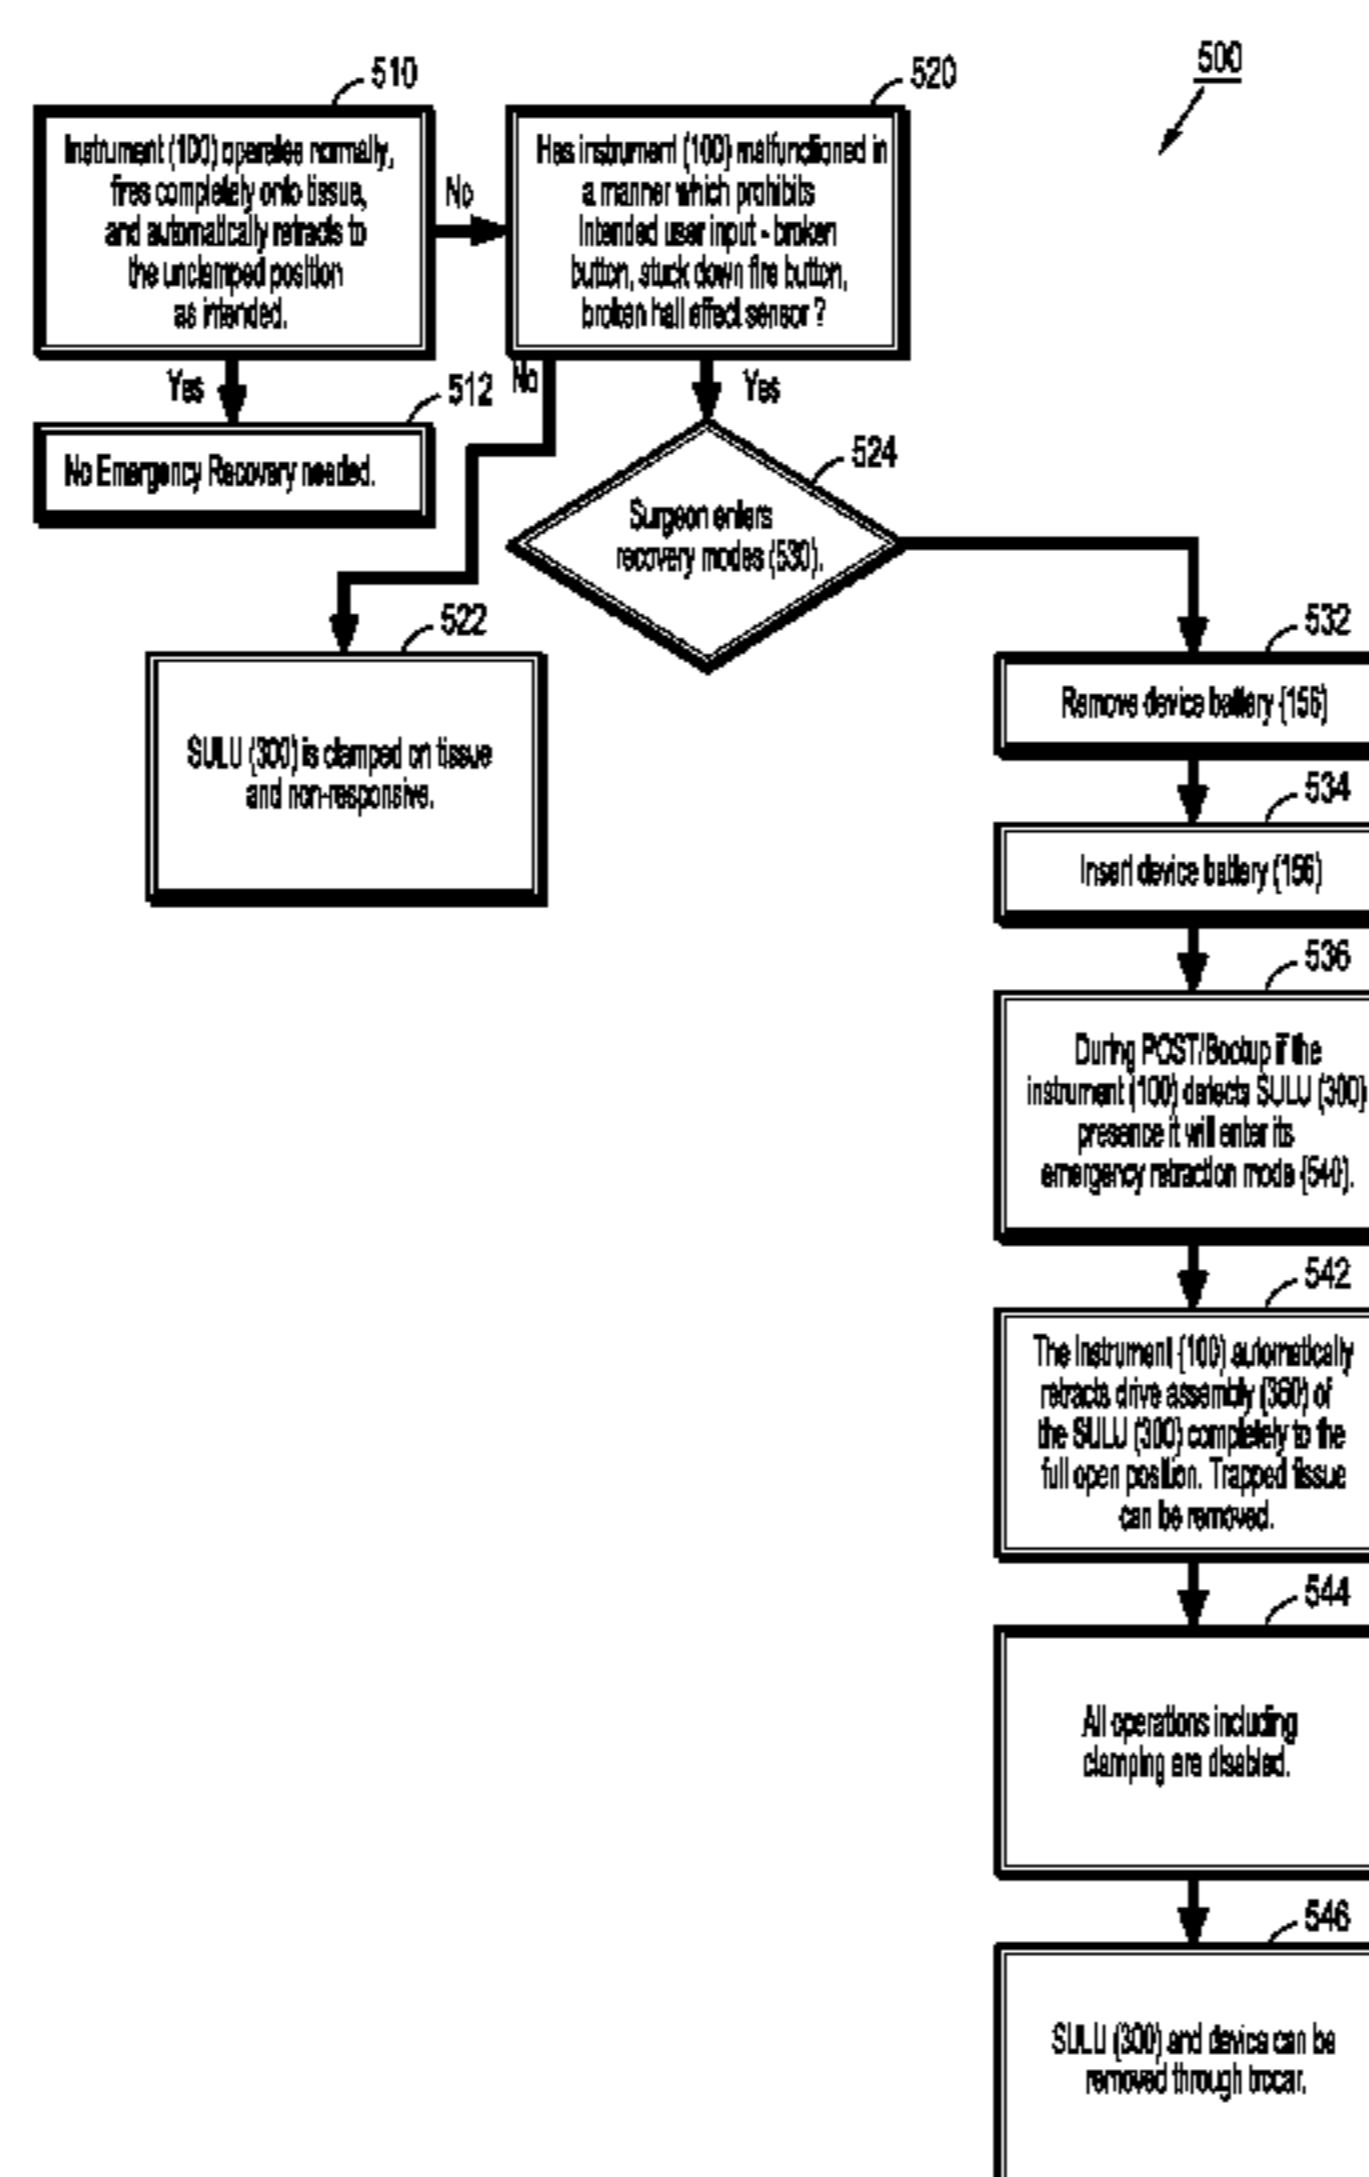 500
510
Instrument (100) operates normally,
fires completely onto tissue,
and automatically retracts to
the unclamped position
as intended.
No
520
Has instrument (100) malfunctioned in
a manner which prohibits
intended user input - broken
button, stuck down fire button,
broken hall effect sensor ?
Yes
512
No Emergency Recovery needed.
No
Yes
524
Surgeon enters
recovery modes (530).
522
SULU (300) is clamped on tissue
and non-responsive.
532
Remove device battery (156)
534
Insert device battery (156)
536
During POST/Bootup if the
instrument (100) detects SULU (300)
presence it will enter its
emergency retraction mode (540).
542
The Instrument (100) automatically
retracts drive assembly (360) of
the SULU (300) completely to the
full open position. Trapped tissue
can be removed.
544
All operations including
clamping are disabled.
546
SULU (300) and device can be
removed through trocar.